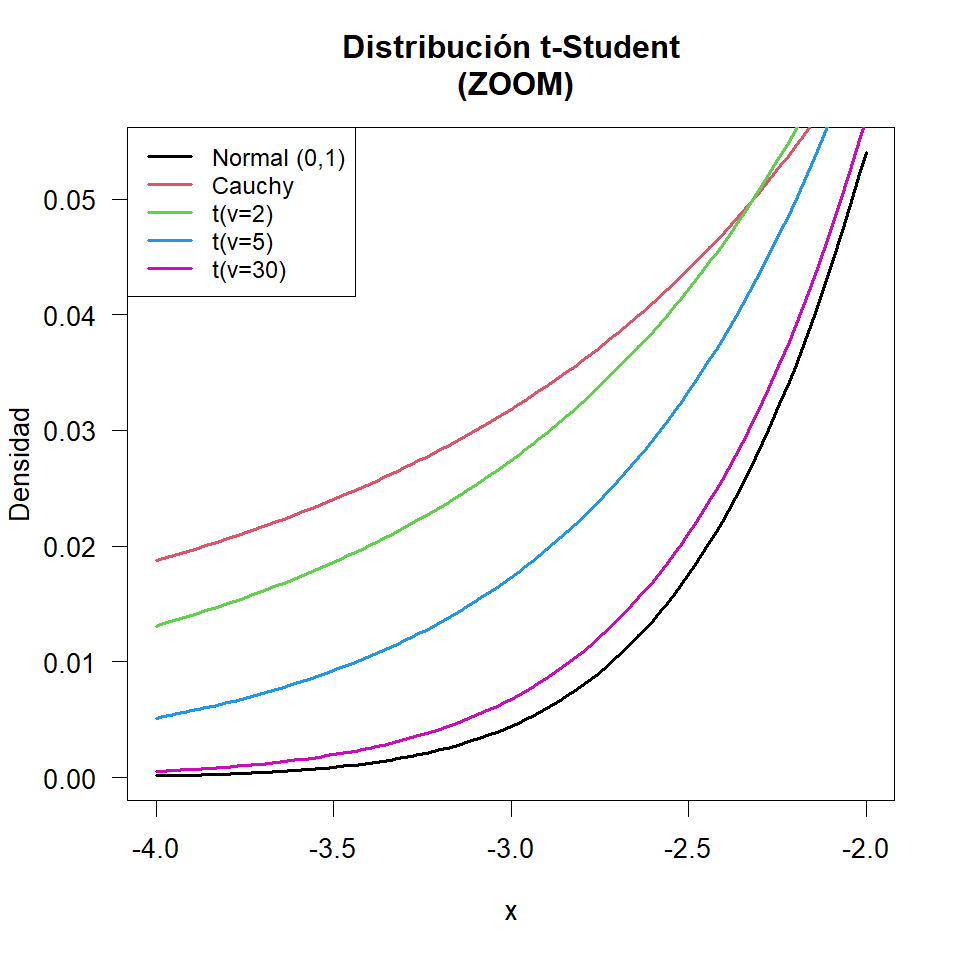 Distribución t-Student
(ZOOM)
Normal (0,1)
Cauchy
t(v=2)
t(v=5)
t(v=30)
Densidad
0.05
0.04
0.03
0.02
0.01
0.00
-4.0 -3.5 -3.0 -2.5 -2.0
x